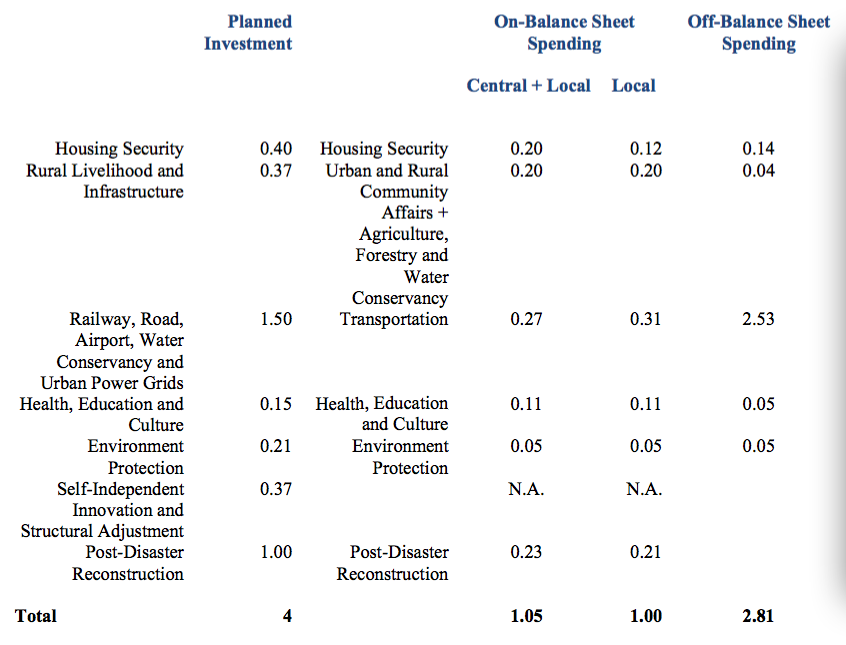 Planned On-Balance Sheet Off-Balance Sheet
Investment Spending Spending
Central + Local Local
Housing Security 0.40 Housing Security 0.20 0.12 0.14
Rural Livelihood and 0.37 Urban and Rural 0.20 0.20 0.04
Infrastructure Community
Affairs +
Agriculture,
Forestry and
Water
Conservancy
Railway, Road, 1.50 Transportation 0.27 0.31 2.53
Airport, Water
Conservancy and
Urban Power Grids
Health, Education and 0.15 Health, Education 0.11 0.11 0.05
Culture and Culture
Environment 0.21 Environment 0.05 0.05 0.05
Protection Protection
Self-Independent 0.37 N.A. N.A.
Innovation and
Structural Adjustment
Post-Disaster 1.00 Post-Disaster 0.23 0.21
Reconstruction Reconstruction
Total 4 1.05 1.00 2.81